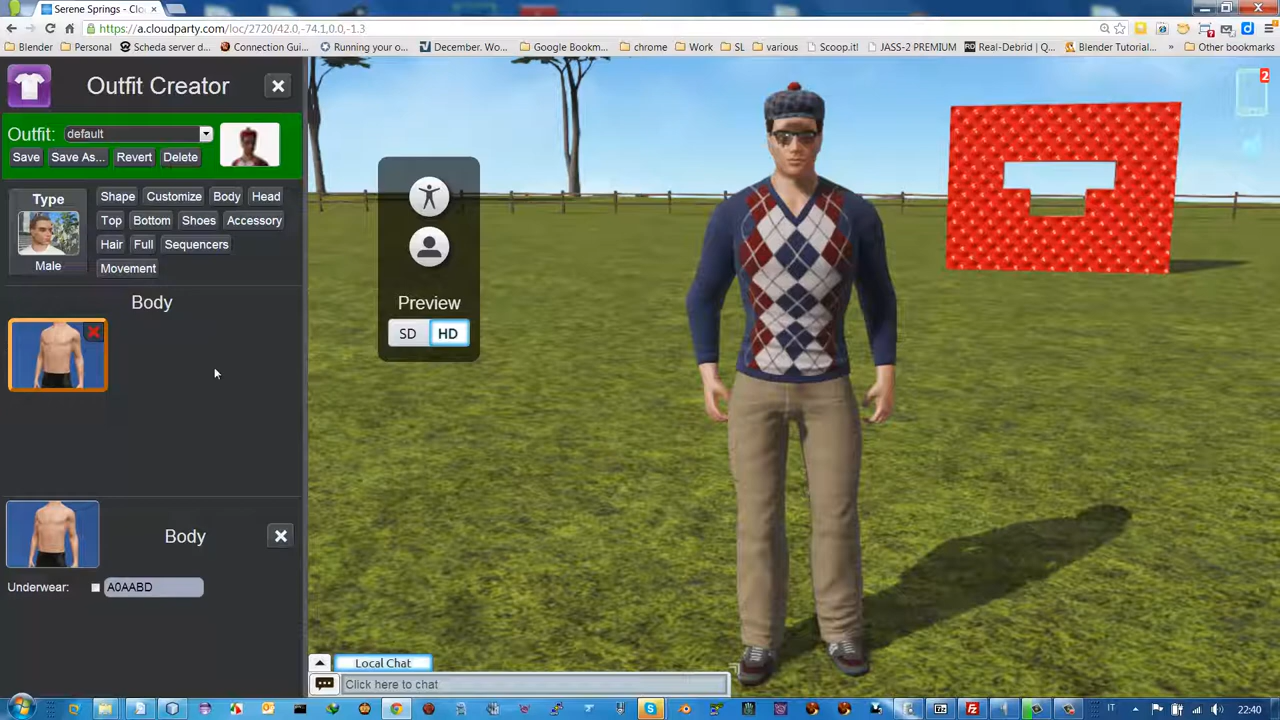 Serene Springs - Clo
https://a.cloudparty.com/loc/2720/42.0,-74.1,0.0,-1.3
Blender Personal Scheda server d... Connection Gui... Running your o... December. Wo... Google Bookm... chrome Work SL various Scoop.it! JASS-2 PREMIUM RD Real-Debrid | Q... Blender Tutorial... » Other bookmarks
Outfit Creator
2
Outfit: default
Save Save As... Revert Delete
Type Shape Customize Body Head
Top Bottom Shoes Accessory
Hair Full Sequencers
Male Movement
Preview
SD HD
Body
Body
Underwear: A0AABD
Local Chat
Click here to chat
IT 22:40